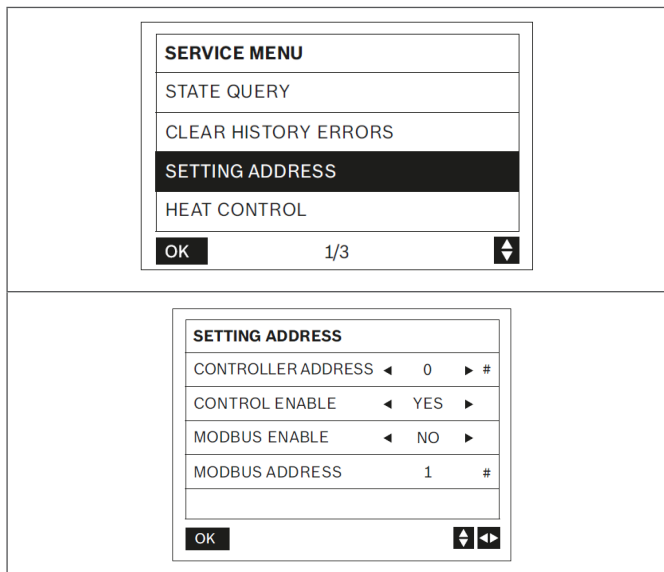 SERVICE MENU
STATE QUERY
CLEAR HISTORY ERRORS
SETTING ADDRESS
HEAT CONTROL
OK 1/3
SETTING ADDRESS
CONTROLLER ADDRESS ◄ 0 ► #
CONTROL ENABLE ◄ YES ►
MODBUS ENABLE ◄ NO ►
MODBUS ADDRESS 1 #
OK